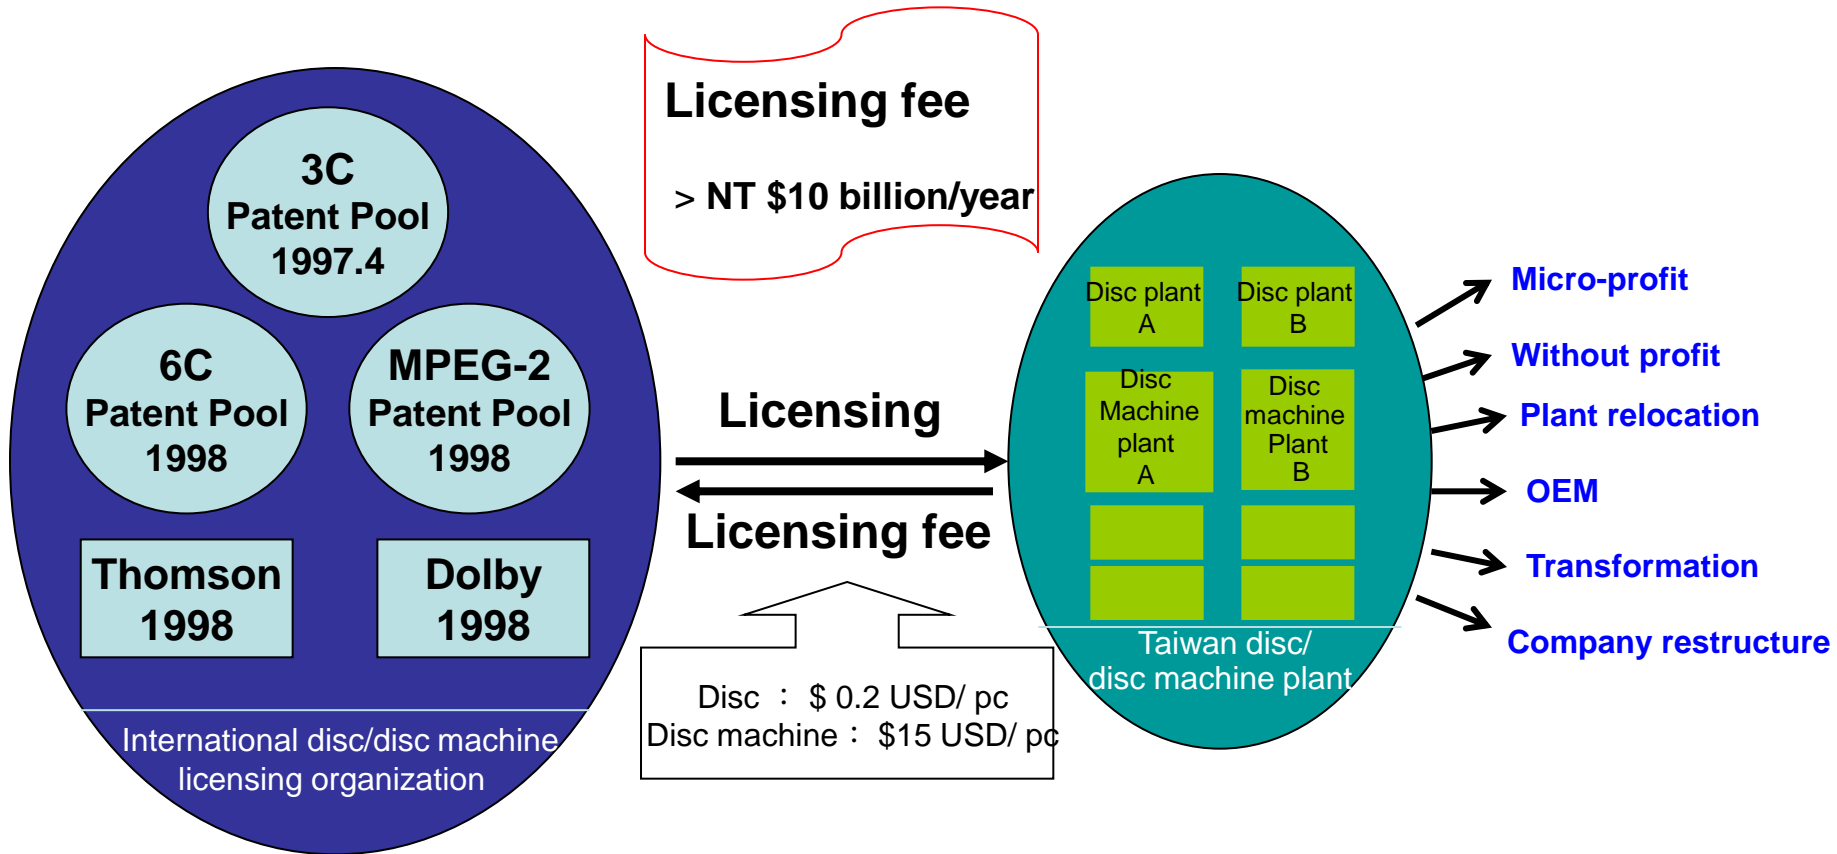 Licensing fee
> NT $10 billion/year
3C
Patent Pool
1997.4
6C
Patent Pool
1998
MPEG-2
Patent Pool
1998
Thomson
1998
Dolby
1998
International disc/disc machine
licensing organization
Licensing
Licensing fee
Disc ： $ 0.2 USD/ pc
Disc machine： $15 USD/ pc
Disc plant
A
Disc plant
B
Disc
Machine
plant
A
Disc
machine
Plant
B
Taiwan disc/
disc machine plant
Micro-profit
Without profit
Plant relocation
OEM
Transformation
Company restructure